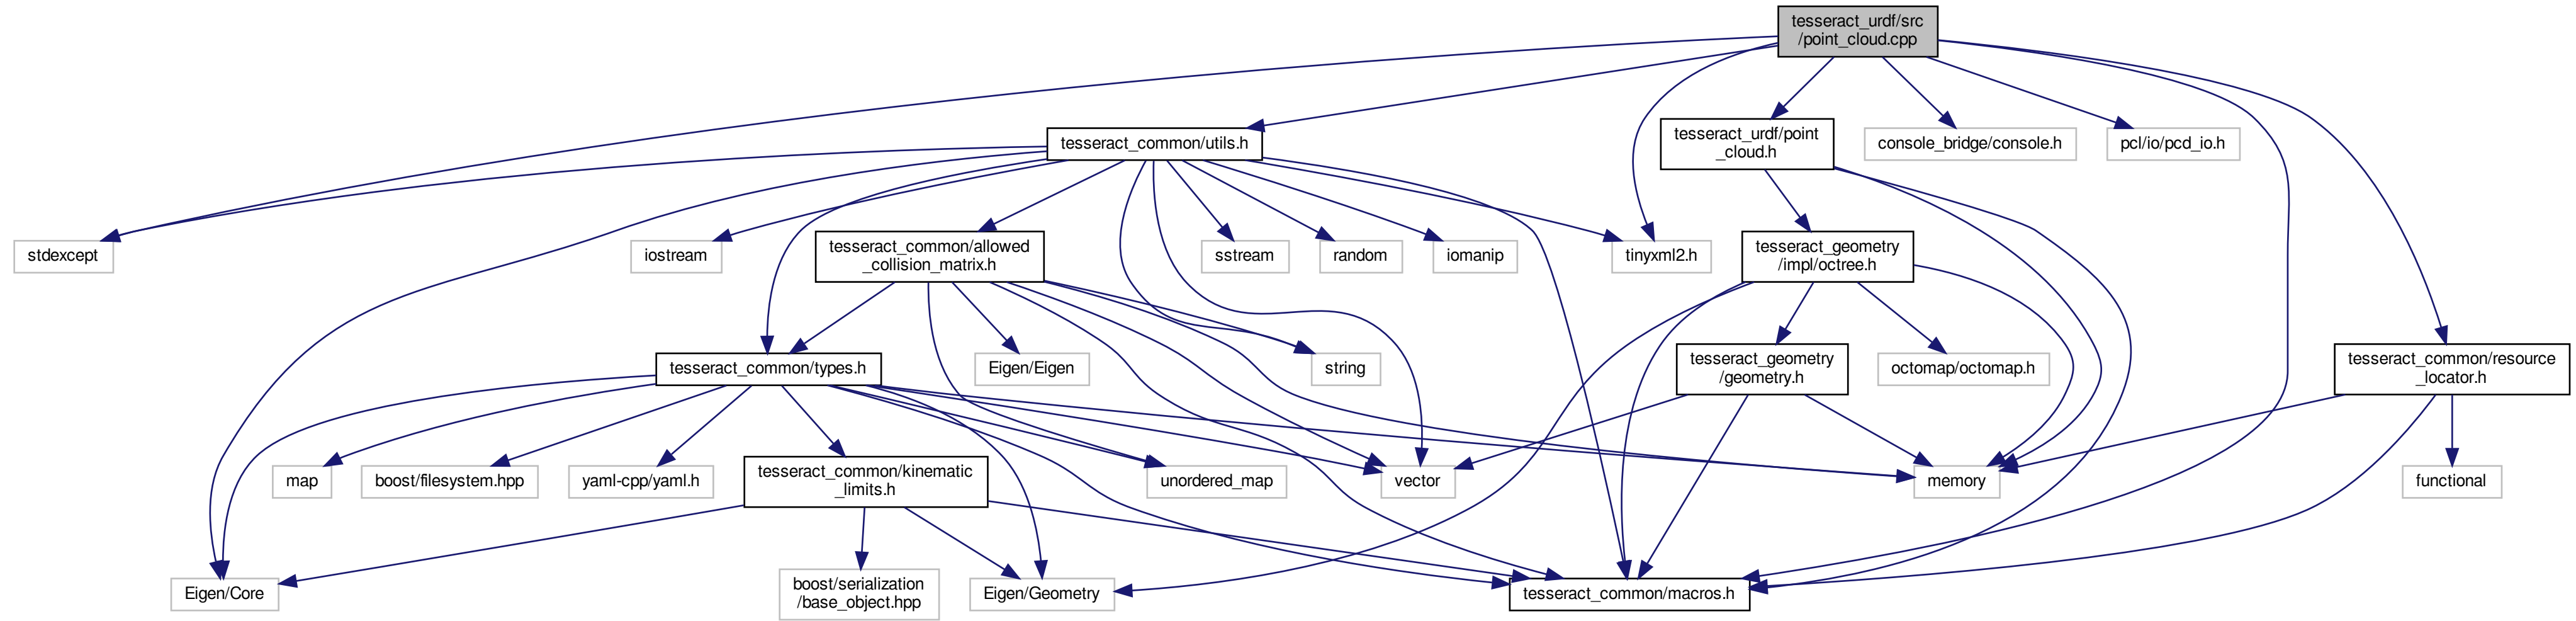 tesseract_urdf/src
/point_cloud.cpp
tesseract_common/utils.h
tesseract_urdf/point
_cloud.h
console_bridge/console.h
pcl/io/pcd_io.h
stdexcept
iostream
tesseract_common/allowed
_collision_matrix.h
sstream
random
iomanip
tinyxml2.h
tesseract_geometry
/impl/octree.h
tesseract_common/types.h
Eigen/Eigen
string
tesseract_geometry
/geometry.h
octomap/octomap.h
tesseract_common/resource
_locator.h
map
boost/filesystem.hpp
yaml-cpp/yaml.h
tesseract_common/kinematic
_limits.h
unordered_map
vector
memory
functional
Eigen/Core
boost/serialization
/base_object.hpp
Eigen/Geometry
tesseract_common/macros.h